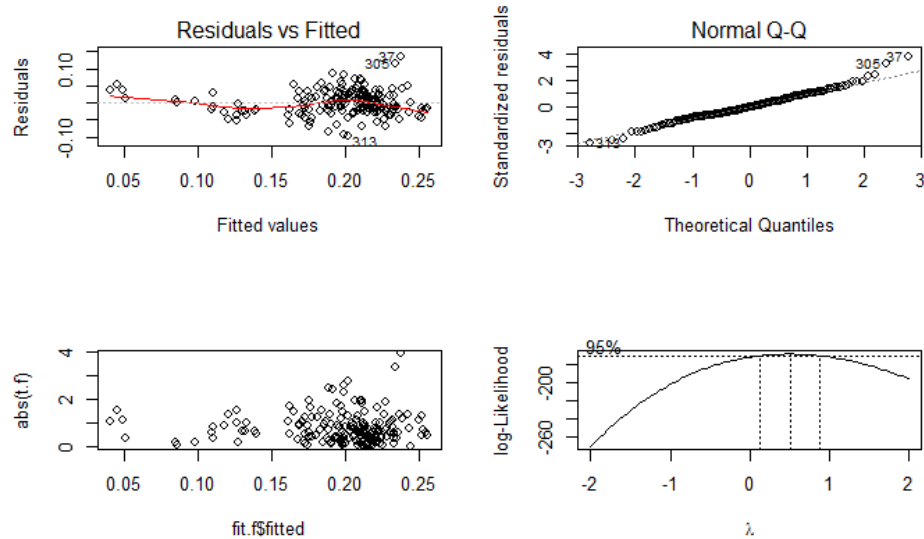 Residuals vs Fitted
Residuals
0.10
-0.10
37
305
313
0.05 0.10 0.15 0.20 0.25
Fitted values
Normal Q-Q
Standardized residuals
4
2
0
-3
37
305
313
-3 -2 -1 0 1 2 3
Theoretical Quantiles
abs(t.f)
4
2
0
0.05 0.10 0.15 0.20 0.25
fit.f$fitted
log-Likelihood
95%
-200
-260
-2 -1 0 1 2
λ